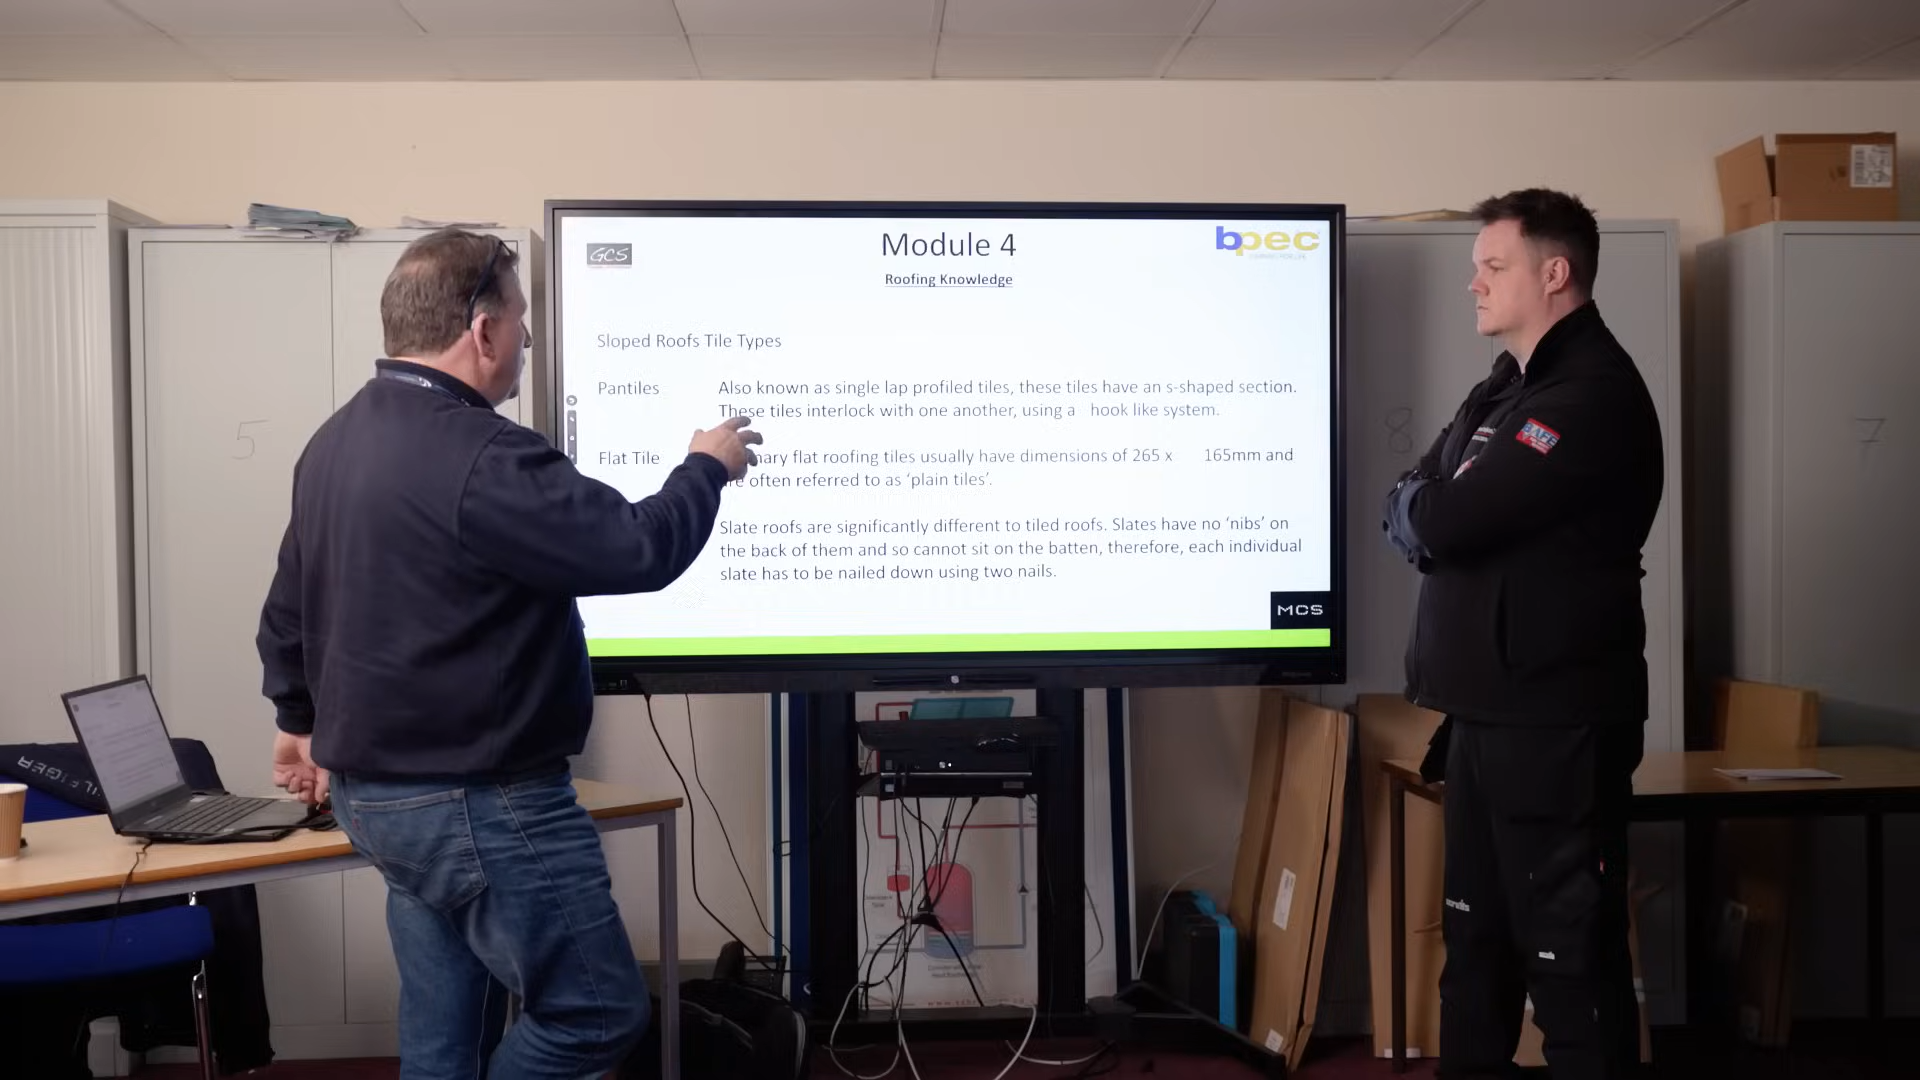 Module 4
GCS
bpec
Roofing Knowledge
Sloped Roofs Tile Types
Pantiles
Also known as single lap profiled tiles, these tiles have an s-shaped section.
These tiles interlock with one another, using a hook like system.
Flat Tile
flat roofing tiles usually have dimensions of 265 x 165mm and
often referred to as ‘plain tiles’.
Slate roofs are significantly different to tiled roofs. Slates have no ‘nibs’ on
the back of them and so cannot sit on the batten, therefore, each individual
slate has to be nailed down using two nails.
MCS
5
8
7
BAFE
HILFIGER